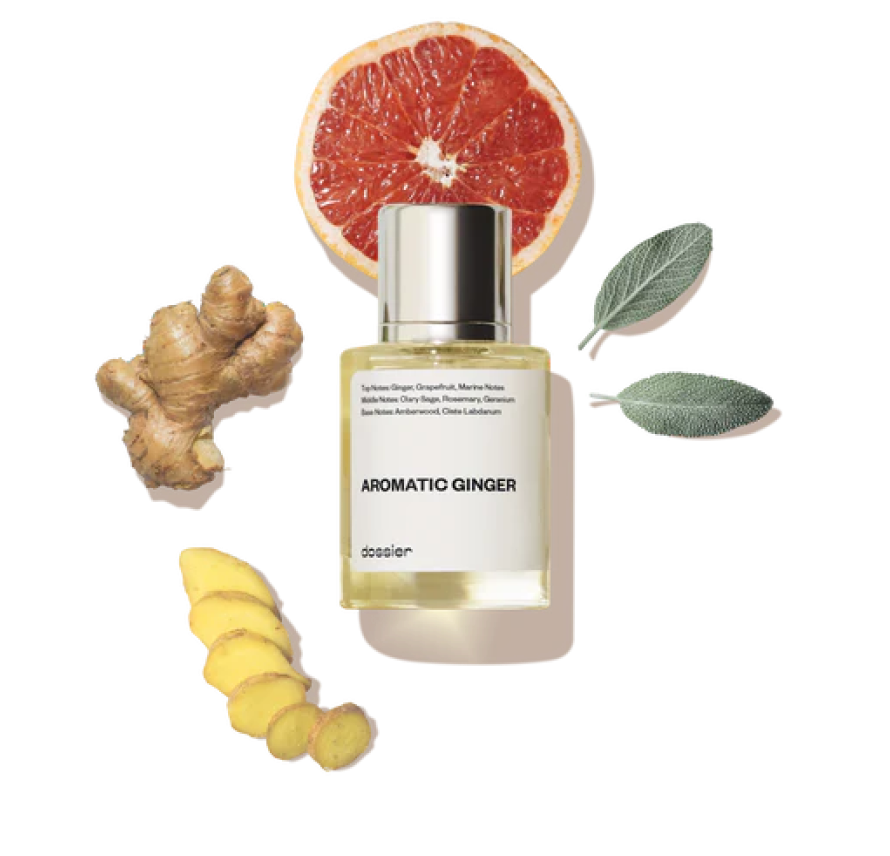 Top Notes: Ginger, Grapefruit, Marine Notes
Middle Notes: Clary Sage, Rosemary, Geranium
Base Notes: Amberwood, Ciste Labdanum
AROMATIC GINGER
dossier